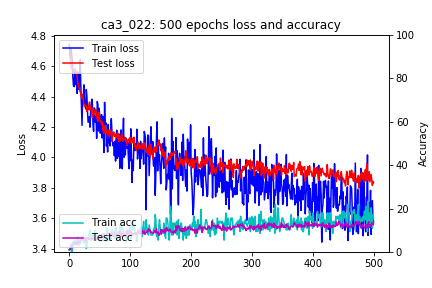 ca3_022: 500 epochs loss and accuracy
4.8
4.6
4.4
4.2
4.0
3.8
3.6
3.4
Loss
Train loss
Test loss
Train acc
Test acc
100
80
60
40
20
0
Accuracy
0 100 200 300 400 500